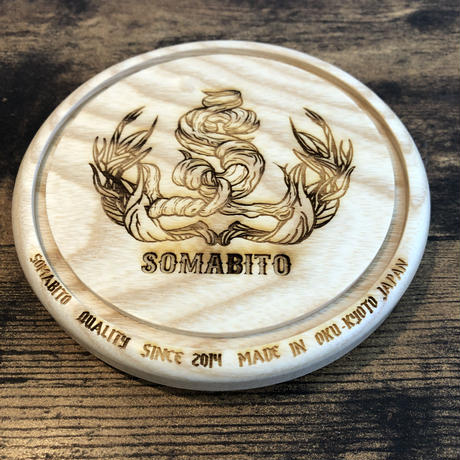 SOMABITO
SOMABITO QUALITY SINCE 2014 MADE IN OKU-KYOTO, JAPAN